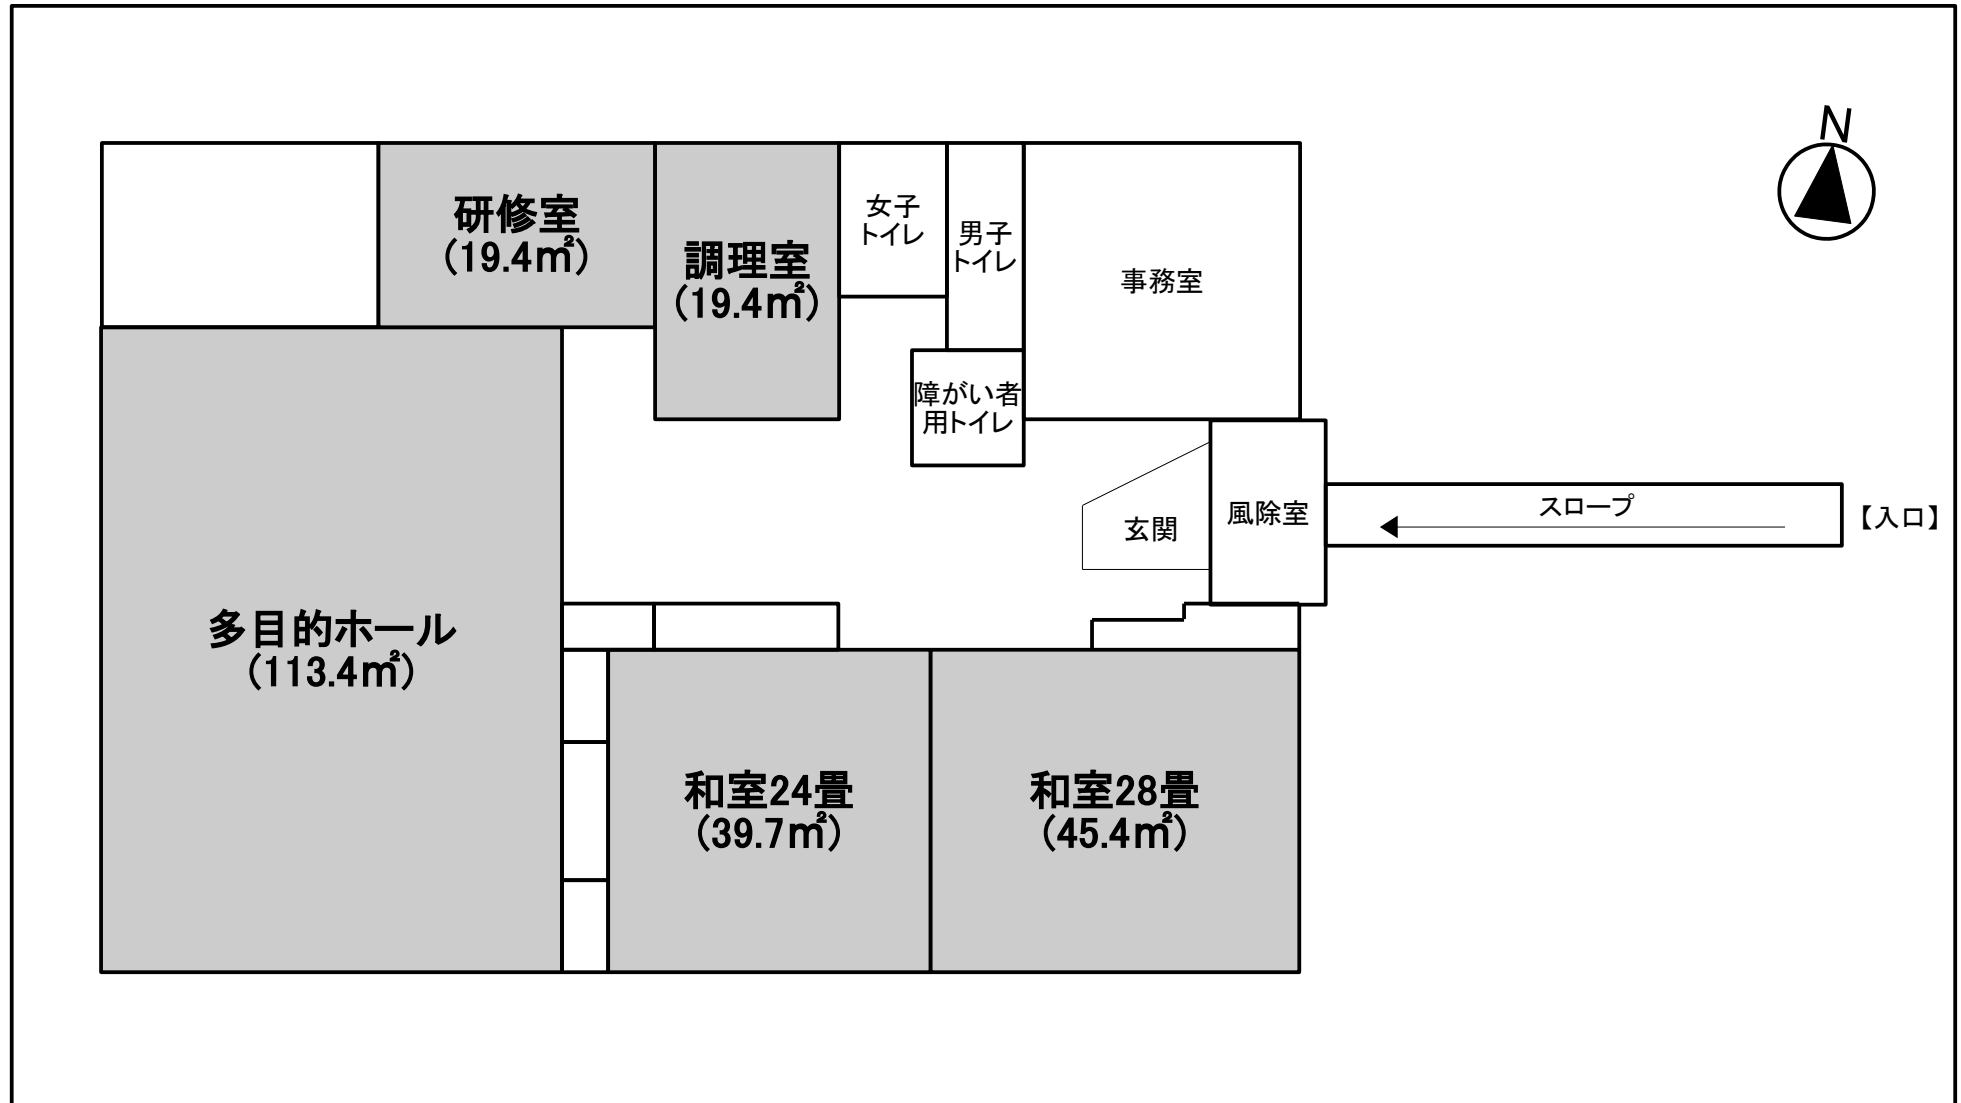 N
研修室
(19.4㎡)
調理室
(19.4㎡)
女子
トイレ
男子
トイレ
事務室
障がい者
用トイレ
玄関
風除室
スロープ
【入口】
多目的ホール
(113.4㎡)
和室24畳
(39.7㎡)
和室28畳
(45.4㎡)